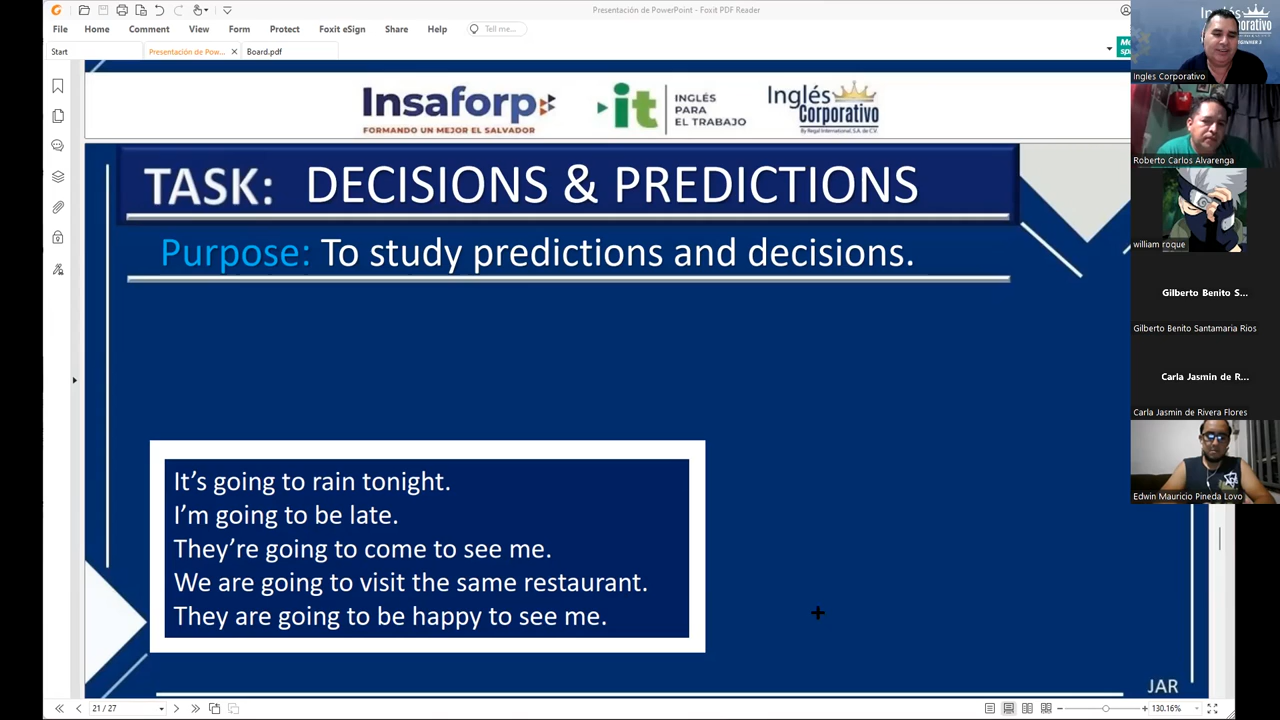 Presentación de PowerPoint - Foxit PDF Reader
File Home Comment View Form Protect Foxit eSign Share Help Tell me...
Start Presentación de Pow... Board.pdf
Insaforp
FORMANDO UN MEJOR EL SALVADOR
it INGLÉS PARA EL TRABAJO
Inglés
Corporativo
By Regal International, S.A. de C.V.
TASK: DECISIONS & PREDICTIONS
Purpose: To study predictions and decisions.
It's going to rain tonight.
I'm going to be late.
They're going to come to see me.
We are going to visit the same restaurant.
They are going to be happy to see me.
JAR
21 / 27
130.16%
Ingles Corporativo
Roberto Carlos Alvarenga
william roque
Gilberto Benito S...
Gilberto Benito Santamaria Rios
Carla Jasmin de R...
Carla Jasmin de Rivera Flores
Edwin Mauricio Pineda Lovo